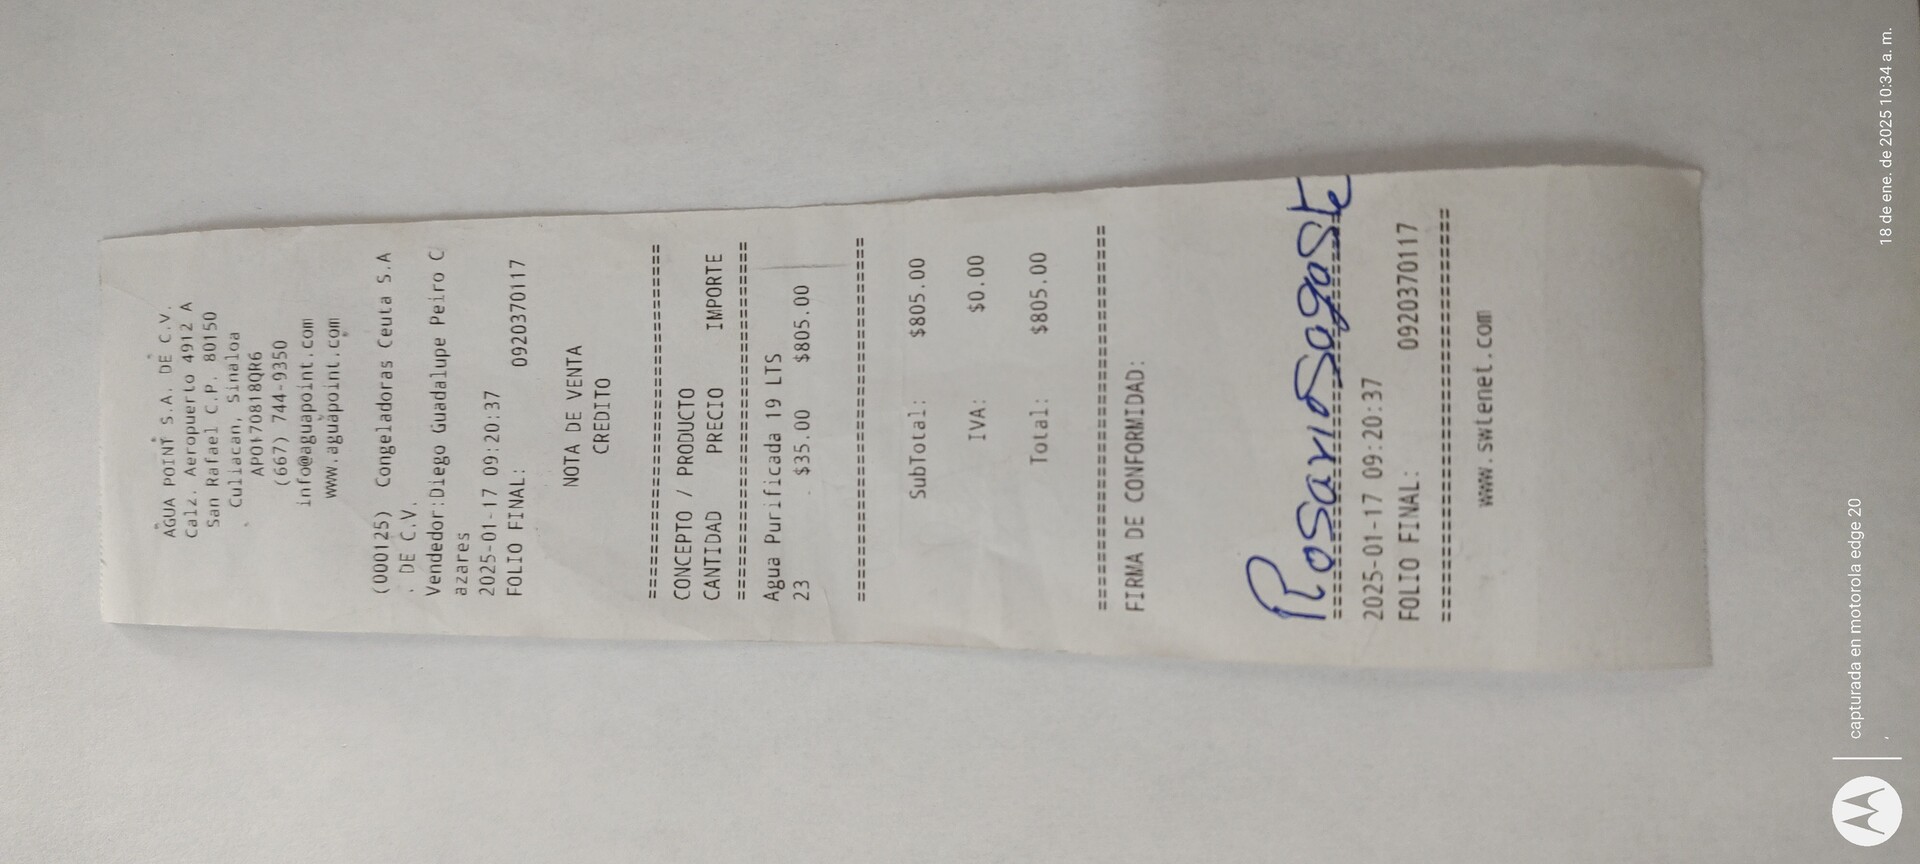 AGUA POINT S.A. DE C.V.
Calz. Aeropuerto 4912 A
San Rafael C.P. 80150
Culiacan, Sinaloa
APO170818QR6
(667) 744-9350
info@aguapoint.com
www.aguapoint.com
(000125) Congeladoras Ceuta S.A
. DE C.V.
Vendedor:Diego Guadalupe Peiro C
azares
2025-01-17 09:20:37
FOLIO FINAL: 0920370117
NOTA DE VENTA
CREDITO
================================
CONCEPTO / PRODUCTO
CANTIDAD PRECIO IMPORTE
================================
Agua Purificada 19 LTS
23 $35.00 $805.00
================================
SubTotal: $805.00
IVA: $0.00
Total: $805.00
================================
FIRMA DE CONFORMIDAD:
Rosario Sagaste
================================
2025-01-17 09:20:37
FOLIO FINAL: 0920370117
================================
www.swtenet.com
capturada en motorola edge 20
18 de ene. de 2025 10:34 a. m.